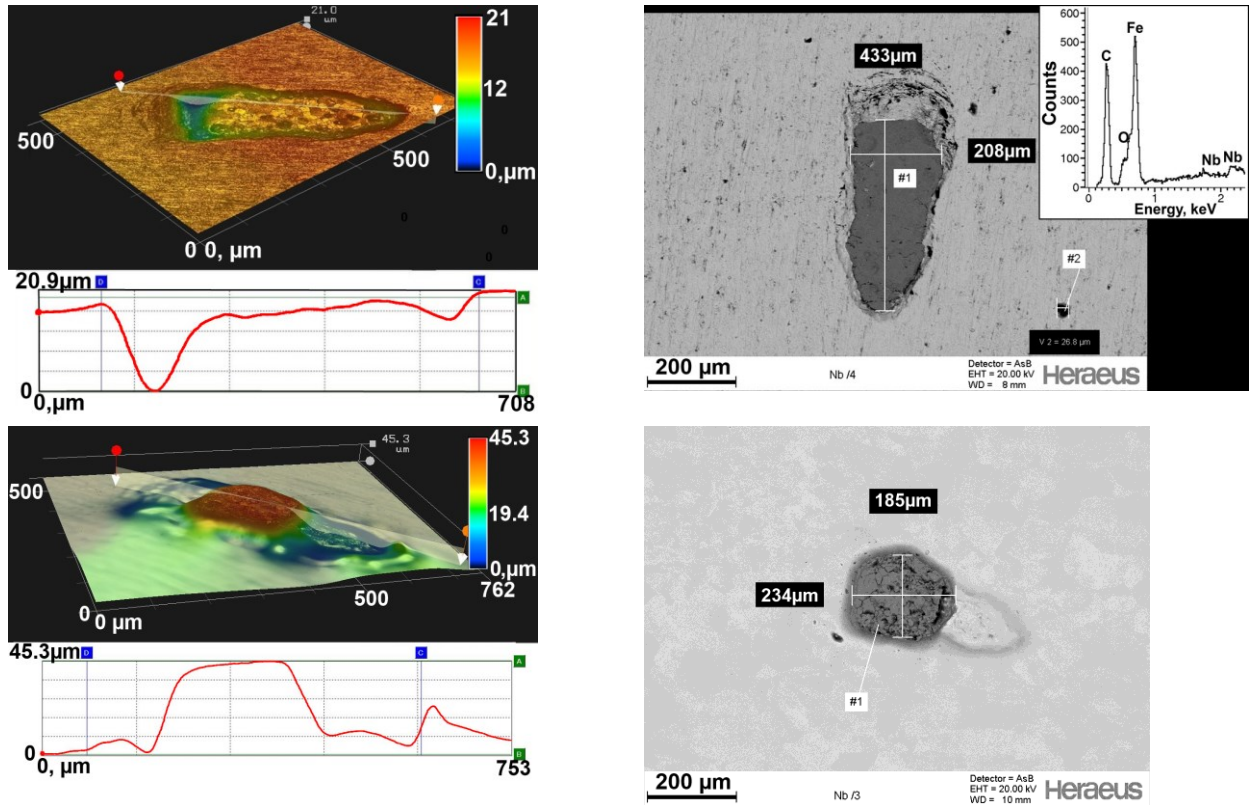 21.0
um
21
12
0,µm
500
500
0 0, µm
0
0
0
20.9µm
D
C
A
0
B
0,µm
708
433µm
208µm
#1
#2
V 2 = 26.8 µm
200 µm
Nb /4
Detector = AsB
EHT = 20.00 kV
WD = 8 mm
Heraeus
600
500
400
300
200
100
0
Counts
C
O
Fe
Nb
Nb
0
1
2
Energy, keV
45.3
um
45.3
19.4
0,µm
500
500
762
0 0 µm
45.3µm
D
C
A
0
B
0, µm
753
185µm
234µm
#1
200 µm
Nb /3
Detector = AsB
EHT = 20.00 kV
WD = 10 mm
Heraeus